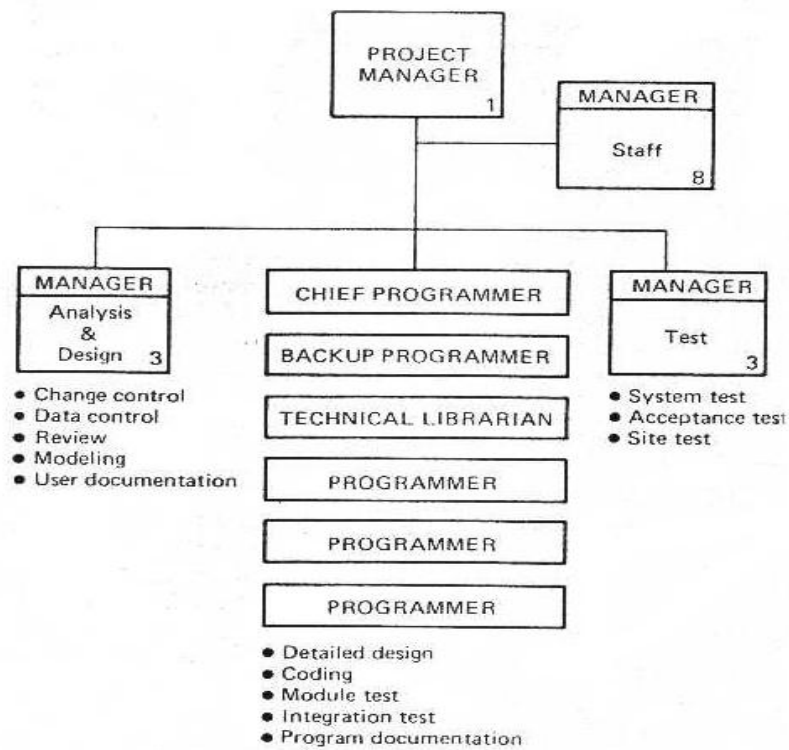 PROJECT
MANAGER
1
MANAGER
Staff
8
MANAGER
Analysis
&
Design 3
● Change control
● Data control
● Review
● Modeling
● User documentation
CHIEF PROGRAMMER
BACKUP PROGRAMMER
TECHNICAL LIBRARIAN
PROGRAMMER
PROGRAMMER
PROGRAMMER
● Detailed design
● Coding
● Module test
● Integration test
● Program documentation
MANAGER
Test
3
● System test
● Acceptance test
● Site test